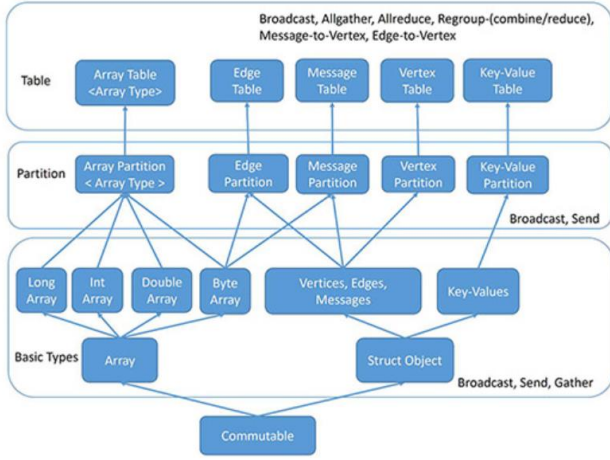 Broadcast, Allgather, Allreduce, Regroup-(combine/reduce),
Message-to-Vertex, Edge-to-Vertex
Table
Array Table
<Array Type>
Edge
Table
Message
Table
Vertex
Table
Key-Value
Table
Partition
Array Partition
< Array Type >
Edge
Partition
Message
Partition
Vertex
Partition
Key-Value
Partition
Broadcast, Send
Long
Array
Int
Array
Double
Array
Byte
Array
Vertices, Edges,
Messages
Key-Values
Basic Types
Array
Struct Object
Broadcast, Send, Gather
Commutable